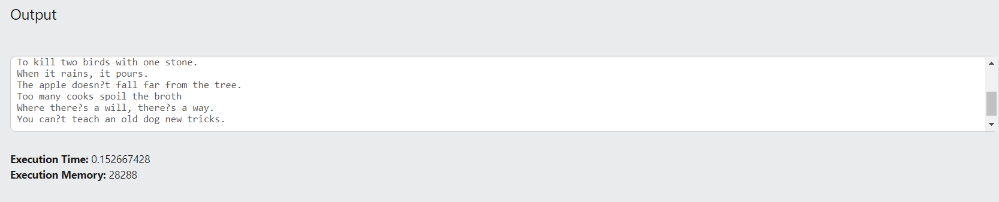 Output
To kill two birds with one stone.
When it rains, it pours.
The apple doesn?t fall far from the tree.
Too many cooks spoil the broth
Where there?s a will, there?s a way.
You can?t teach an old dog new tricks.
Execution Time: 0.152667428
Execution Memory: 28288